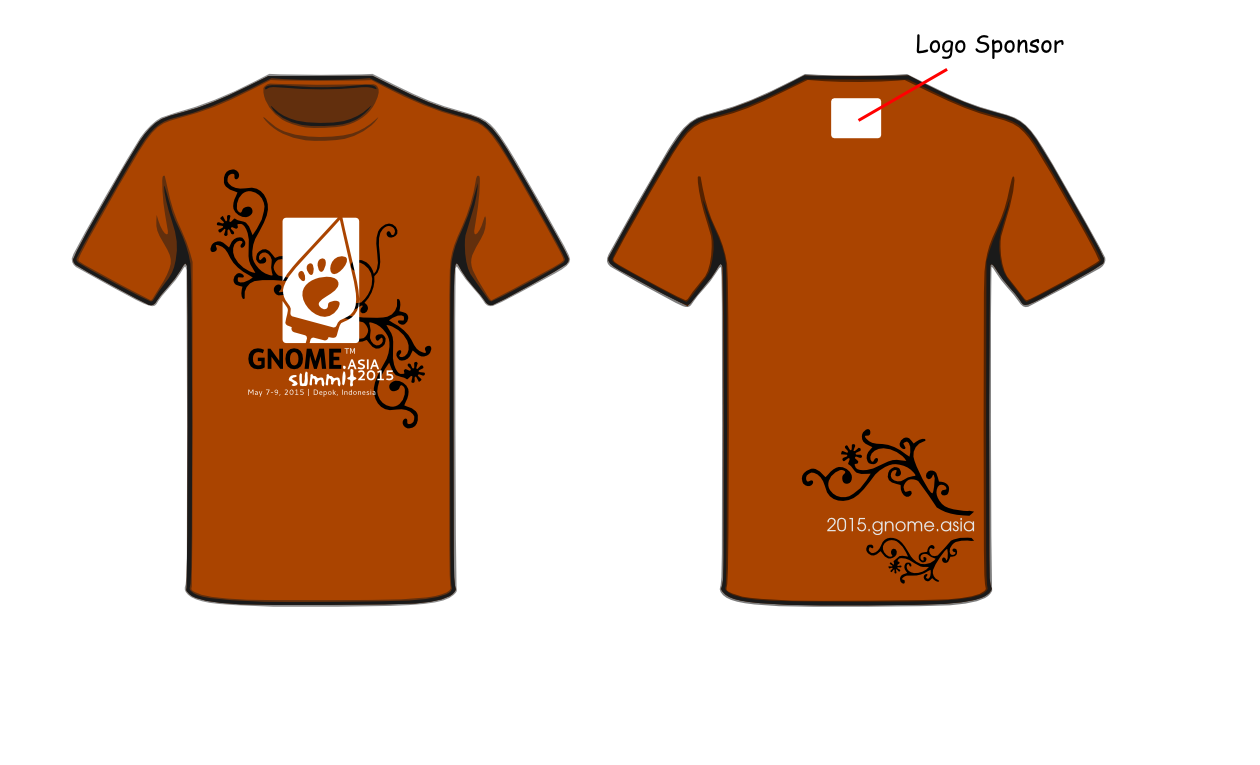 Logo Sponsor
GNOME™
.ASIA
summit 2015
May 7-9, 2015 | Depok, Indonesia
2015.gnome.asia